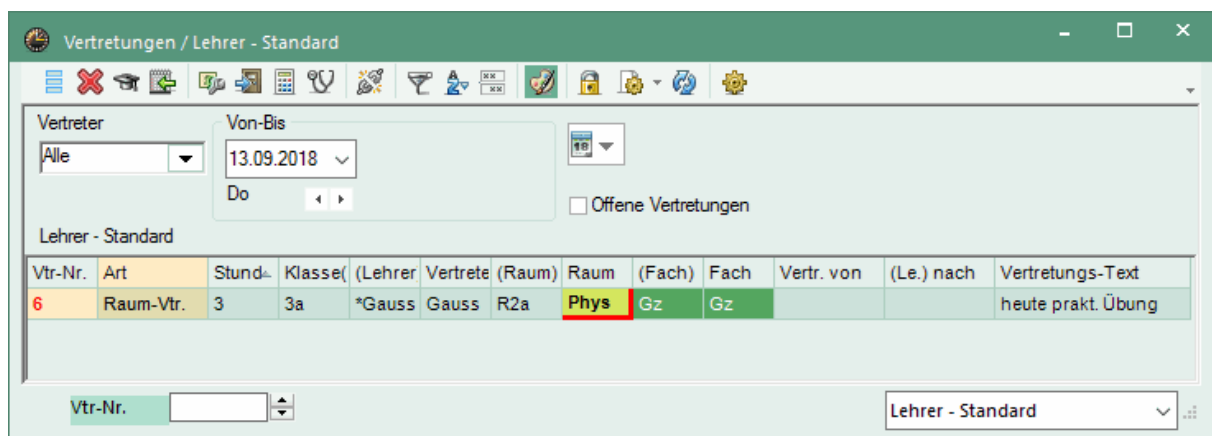 Vertretungen / Lehrer - Standard
Vertreter
Von-Bis
Alle
13.09.2018
18
Do
Offene Vertretungen
Lehrer - Standard
Vtr-Nr. Art Stund Klasse( (Lehrer Vertrete (Raum) Raum (Fach) Fach Vertr. von (Le.) nach Vertretungs-Text
6 Raum-Vtr. 3 3a *Gauss Gauss R2a Phys Gz Gz heute prakt. Übung
Vtr-Nr.
Lehrer - Standard